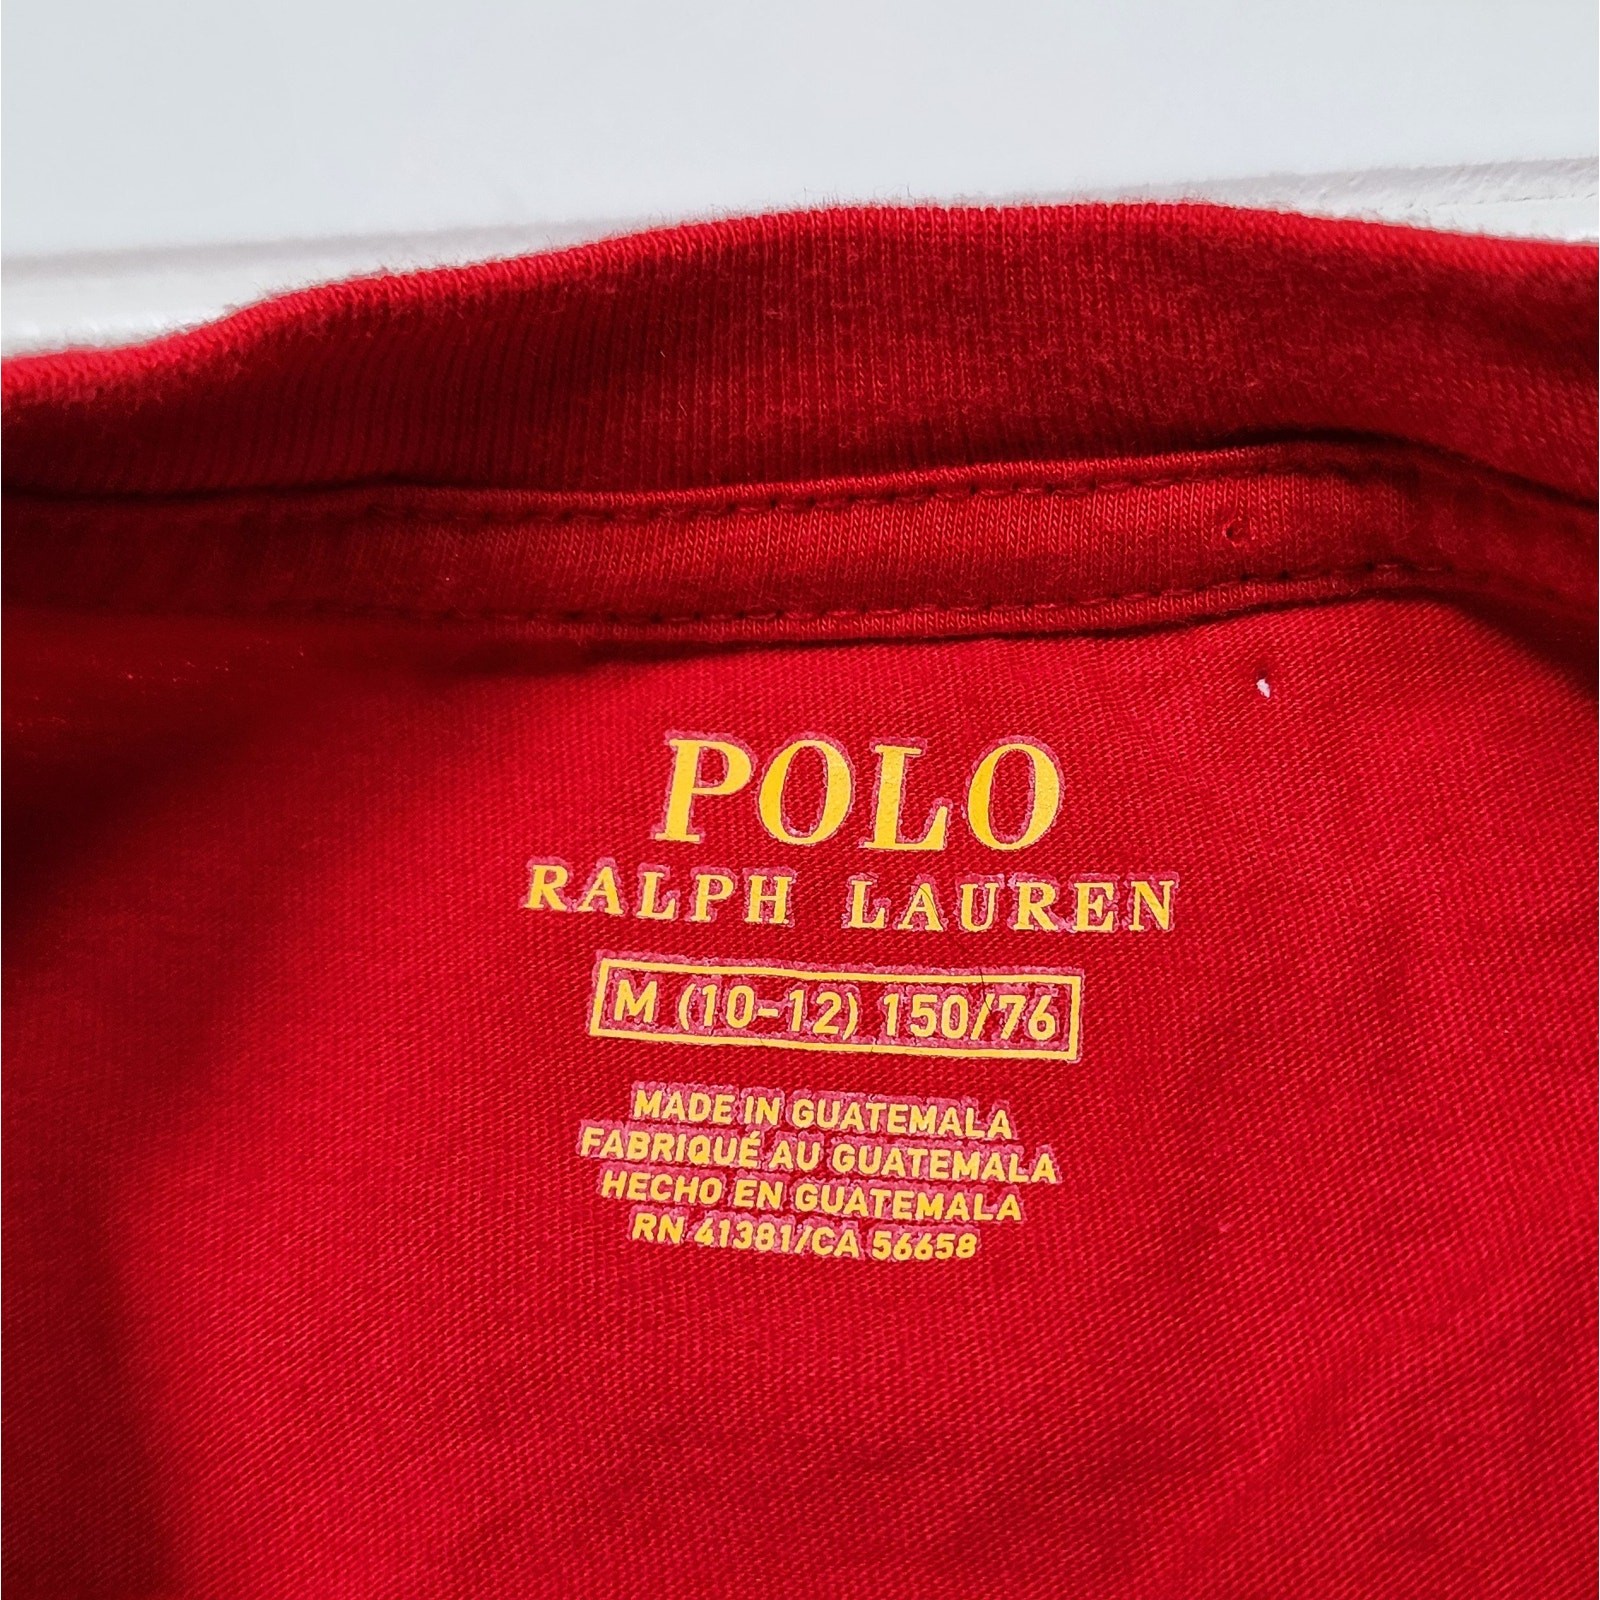 POLO
RALPH LAUREN
M (10-12) 150/76
MADE IN GUATEMALA
FABRIQUÉ AU GUATEMALA
HECHO EN GUATEMALA
RN 41381/CA 56658